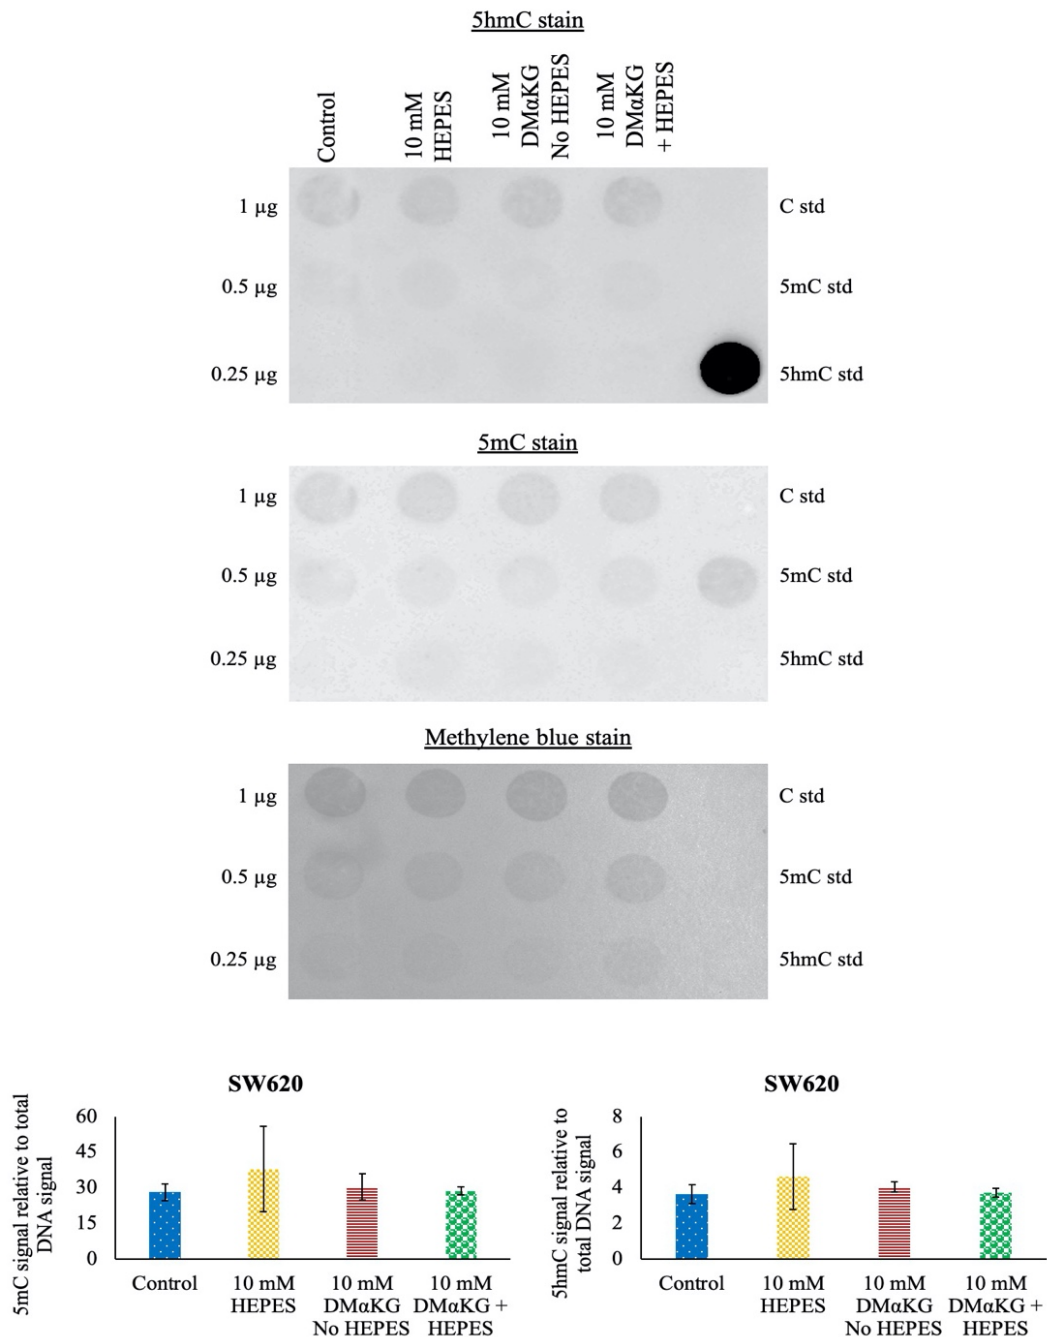 5hmC stain
Control
10 mM
HEPES
10 mM
DMαKG
No HEPES
10 mM
DMαKG
+ HEPES
1 µg
C std
0.5 µg
5mC std
0.25 µg
5hmC std
5mC stain
1 µg
C std
0.5 µg
5mC std
0.25 µg
5hmC std
Methylene blue stain
1 µg
C std
0.5 µg
5mC std
0.25 µg
5hmC std
SW620
5mC signal relative to total
DNA signal
60
45
30
15
0
Control
10 mM
HEPES
10 mM
DMαKG
No HEPES
10 mM
DMαKG +
HEPES
SW620
5hmC signal relative to
total DNA signal
8
6
4
2
0
Control
10 mM
HEPES
10 mM
DMαKG
No HEPES
10 mM
DMαKG +
HEPES